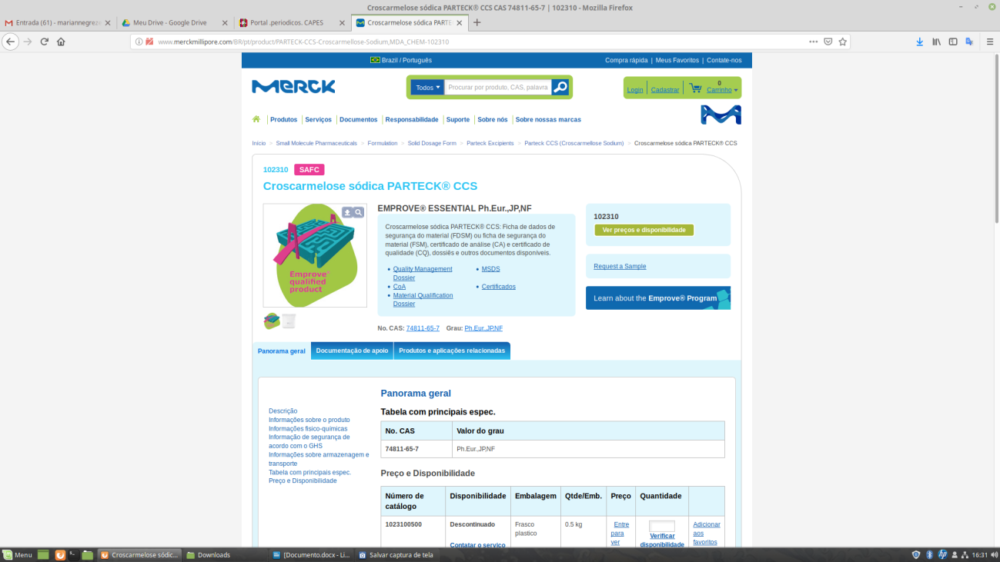 Croscarmelose sódica PARTECK® CCS CAS 74811-65-7 | 102310 - Mozilla Firefox
Entrada (61) - mariannegrez
Meu Drive - Google Drive
Portal .periodicos. CAPES
Croscarmelose sódica PARTE
www.merckmillipore.com/BR/pt/product/PARTECK-CCS-Croscarmellose-Sodium,MDA_CHEM-102310
Brazil / Português
Compra rápida | Meus Favoritos | Contate-nos
MERCK
Todos
Procurar por produto, CAS, palavra
Login
Cadastrar
0
Carrinho
Produtos
Serviços
Documentos
Responsabilidade
Suporte
Sobre nós
Sobre nossas marcas
Início > Small Molecule Pharmaceuticals > Formulation > Solid Dosage Form > Parteck Excipients > Parteck CCS (Croscarmellose Sodium) > Croscarmelose sódica PARTECK® CCS
102310 SAFC
Croscarmelose sódica PARTECK® CCS
Emprove®
qualified
product
EMPROVE® ESSENTIAL Ph.Eur.,JP,NF
Croscarmelose sódica PARTECK® CCS: Ficha de dados de
segurança do material (FDSM) ou ficha de segurança do
material (FSM), certificado de análise (CA) e certificado de
qualidade (CQ), dossiês e outros documentos disponíveis.
Quality Management
Dossier
CoA
Material Qualification
Dossier
MSDS
Certificados
No. CAS: 74811-65-7 Grau: Ph.Eur.,JP,NF
102310
Ver preços e disponibilidade
Request a Sample
Learn about the Emprove® Program
Panorama geral
Documentação de apoio
Produtos e aplicações relacionadas
Descrição
Informações sobre o produto
Informações físico-químicas
Informação de segurança de
acordo com o GHS
Informações sobre armazenagem e
transporte
Tabela com principais espec.
Preço e Disponibilidade
Panorama geral
Tabela com principais espec.
No. CAS Valor do grau
74811-65-7 Ph.Eur.,JP,NF
Preço e Disponibilidade
Número de
catálogo
Disponibilidade
Embalagem
Qtde/Emb.
Preço
Quantidade
1023100500
Descontinuado
Contatar o serviço
Frasco
plastico
0.5 kg
Entre
para
ver
Verificar
disponibilidade
Adicionar
aos
favoritos
Menu
Croscarmelose sódic...
Downloads
[Documento.docx - Li...
Salvar captura de tela
16:31